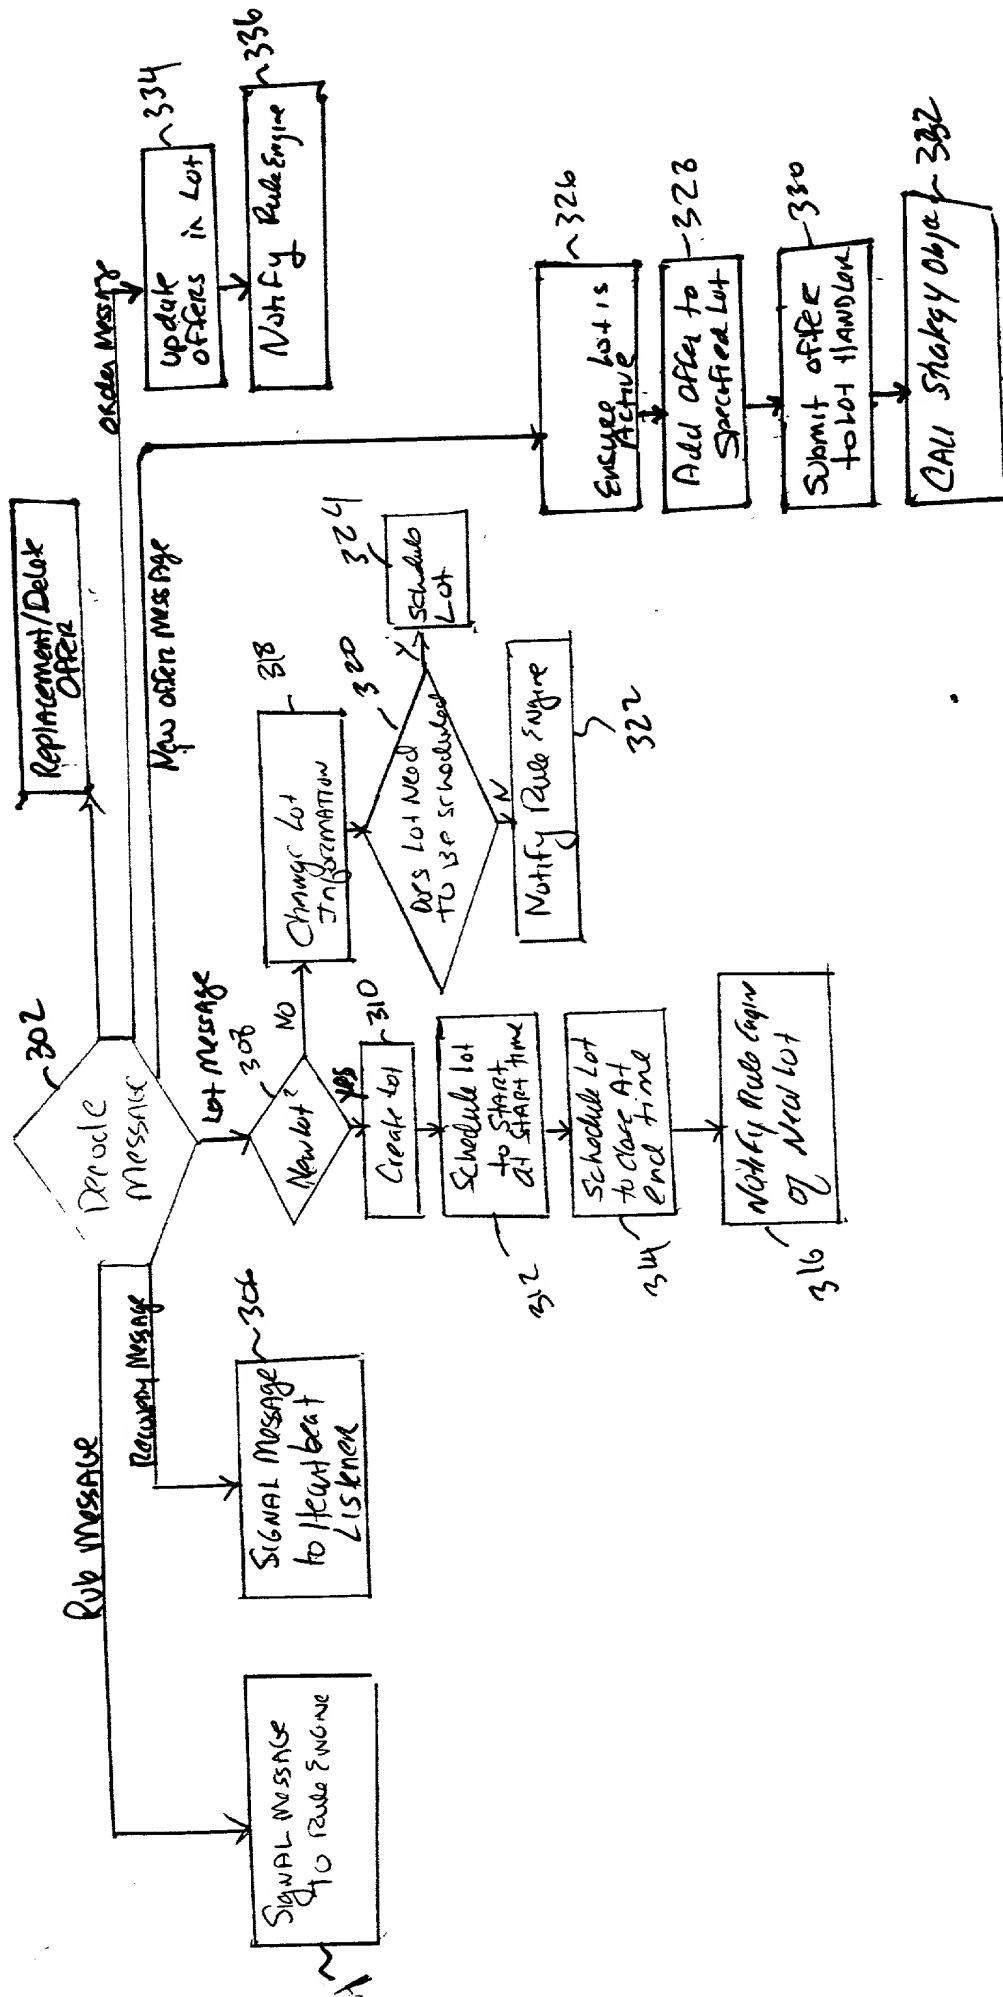 302
Decode
Message
Replacement/Delete
Offer
Order Message
334
Update
offers in Lot
336
Notify Rule Engine
New offer Message
326
Ensure Lot is
Active
328
Add offer to
Specified Lot
330
Submit offer
to Lot HANDLER
332
CALL Strategy Object
Lot Message
308
New Lot?
NO
318
Change Lot
Information
320
Does Lot Need
to Be scheduled
Y
324
Schedule
Lot
N
Notify Rule Engine
322
Yes
310
Create Lot
Schedule Lot
to START
at START time
312
Schedule Lot
to close At
end time
314
Notify Rule Engin
of New Lot
316
Recovery Message
306
SIGNAL Message
to Heartbeat
Listener
Rule Message
SIGNAL Message
TO Rule ENGINE